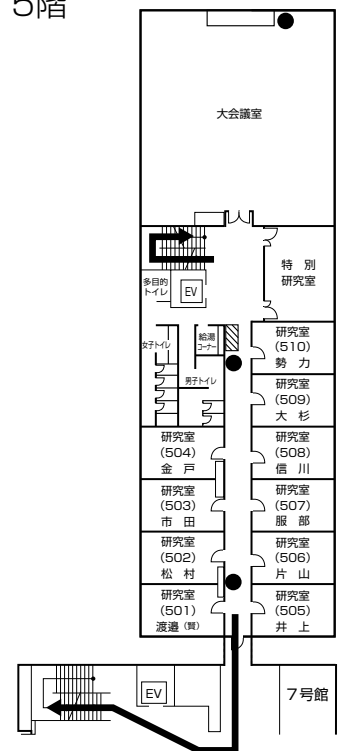 5階
大会議室
特 別
研究室
多目的
トイレ
EV
女子トイレ
給湯
コーナー
男子トイレ
研究室
(510)
勢 力
研究室
(509)
大 杉
研究室
(504)
金 戸
研究室
(508)
信 川
研究室
(503)
市 田
研究室
(507)
服 部
研究室
(502)
松 村
研究室
(506)
片 山
研究室
(501)
渡邉(賢)
研究室
(505)
井 上
EV
7号館